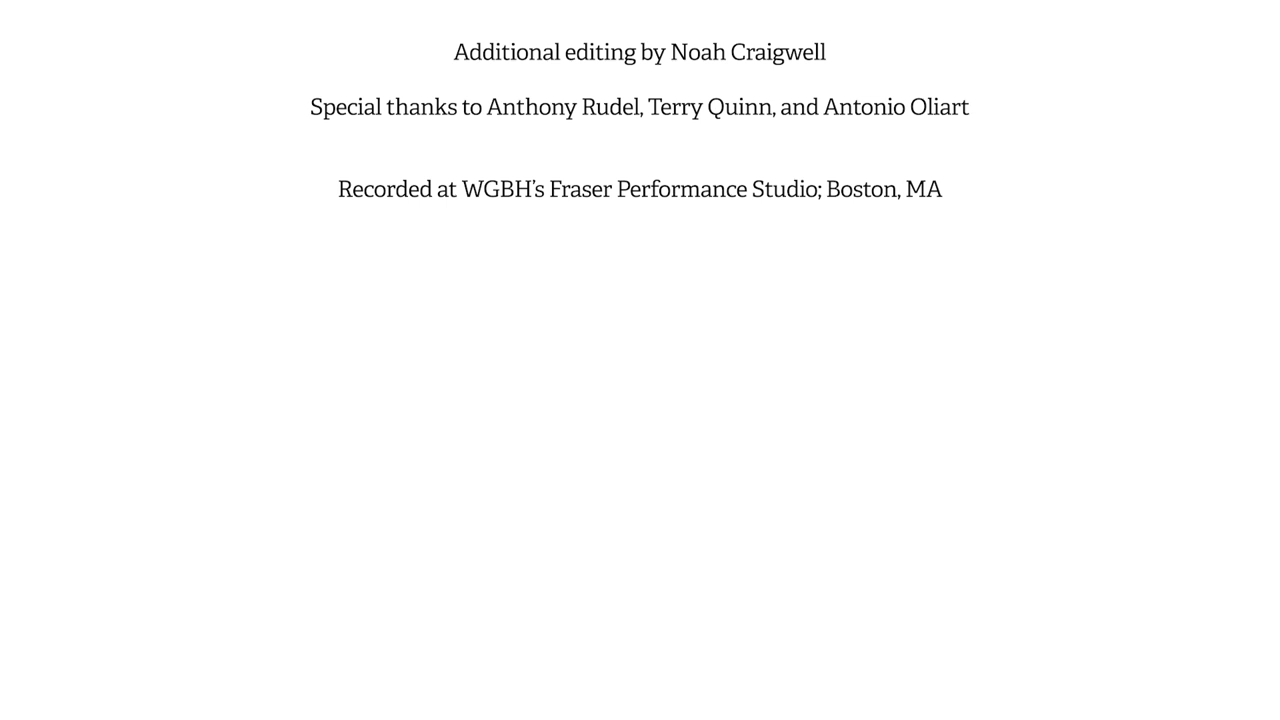 Additional editing by Noah Craigwell
Special thanks to Anthony Rudel, Terry Quinn, and Antonio Oliart
Recorded at WGBH’s Fraser Performance Studio; Boston, MA